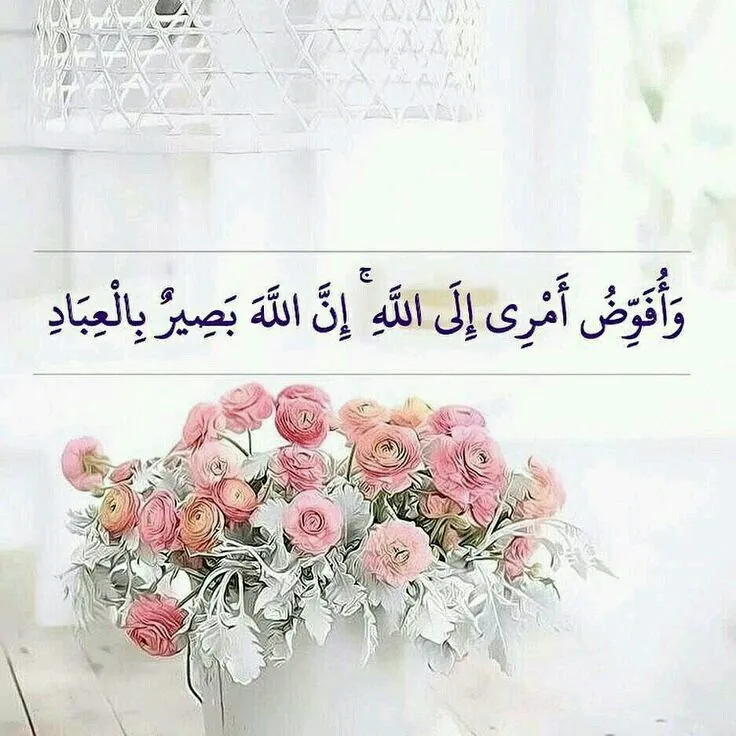 وَأُفَوِّضُ أَمْرِى إِلَى اللَّهِ ۚ إِنَّ اللَّهَ بَصِيرٌ بِالْعِبَادِ